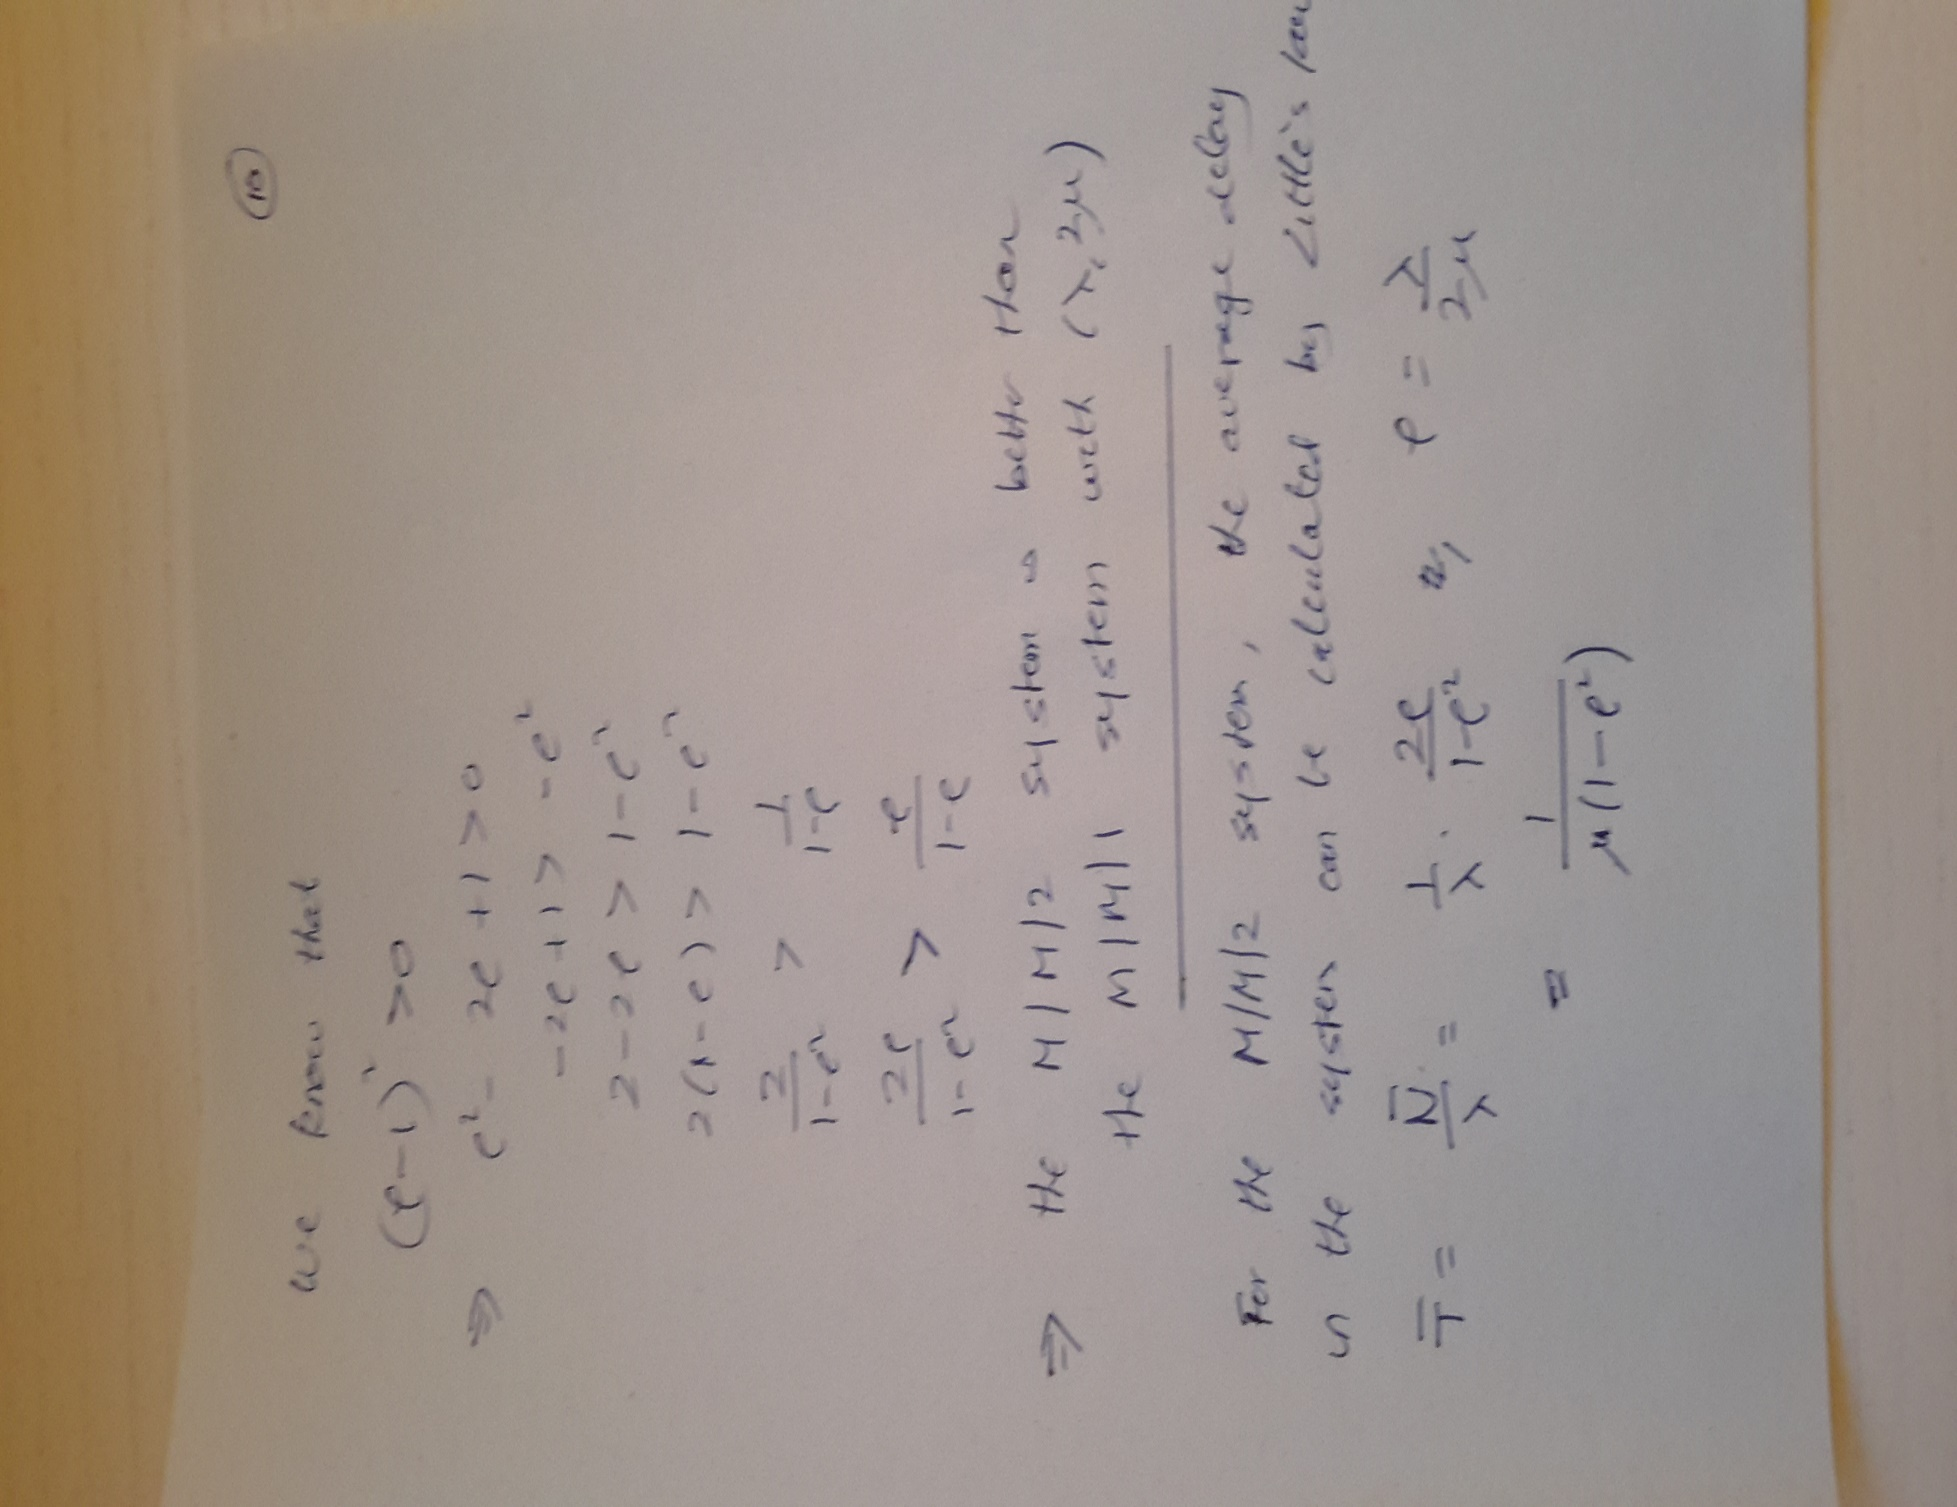 10
we know that
(ρ-1)² > 0
⇒ ρ² - 2ρ + 1 > 0
-2ρ + 1 > -ρ²
2 - 2ρ > 1 - ρ²
2(1-ρ) > 1 - ρ²
2/(1-ρ²) > 1/(1-ρ)
2ρ/(1-ρ²) > ρ/(1-ρ)
⇒ the M/M/2 system is better than
the M/M/1 system with (λ, 2μ)
For the M/M/2 system, the average delay
in the system can be calculated by Little's law
T̄ = N̄/λ = 1/λ · 2ρ/(1-ρ²) , ρ = λ/2μ
= 1/(μ(1-ρ²))